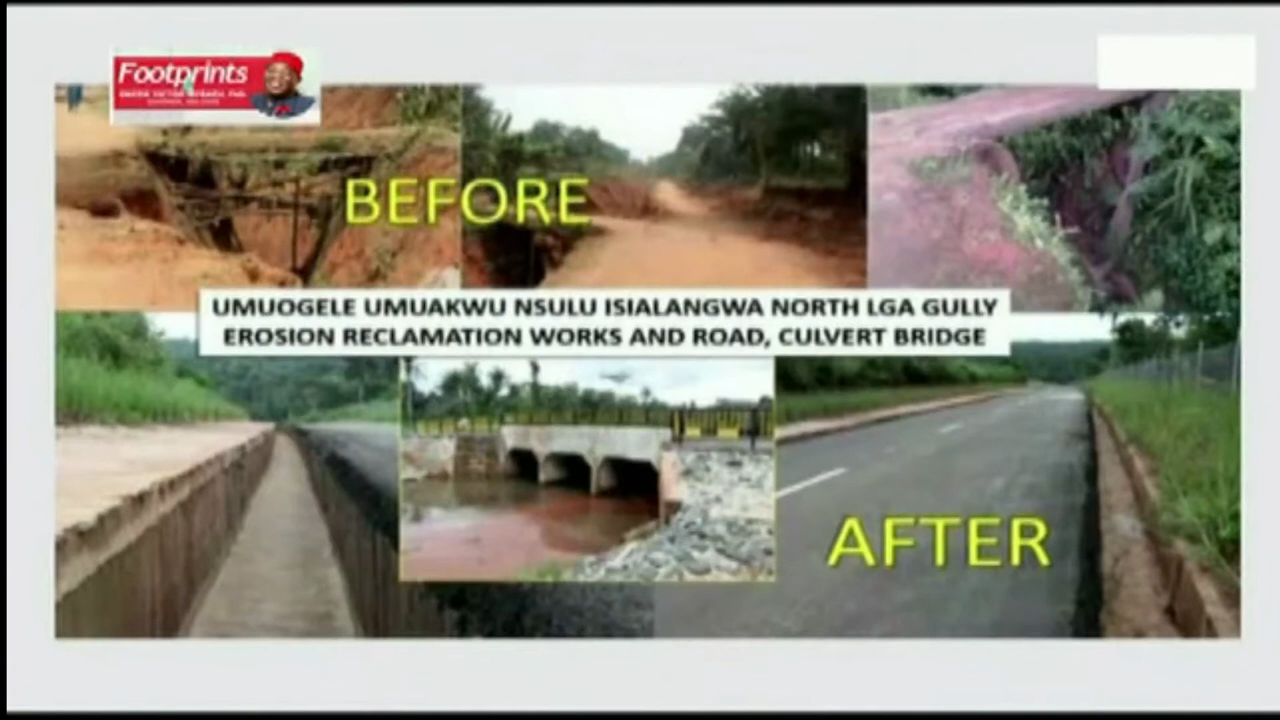 Footprints
BEFORE
UMUOGELE UMUAKWU NSULU ISIALANGWA NORTH LGA GULLY
EROSION RECLAMATION WORKS AND ROAD, CULVERT BRIDGE
AFTER